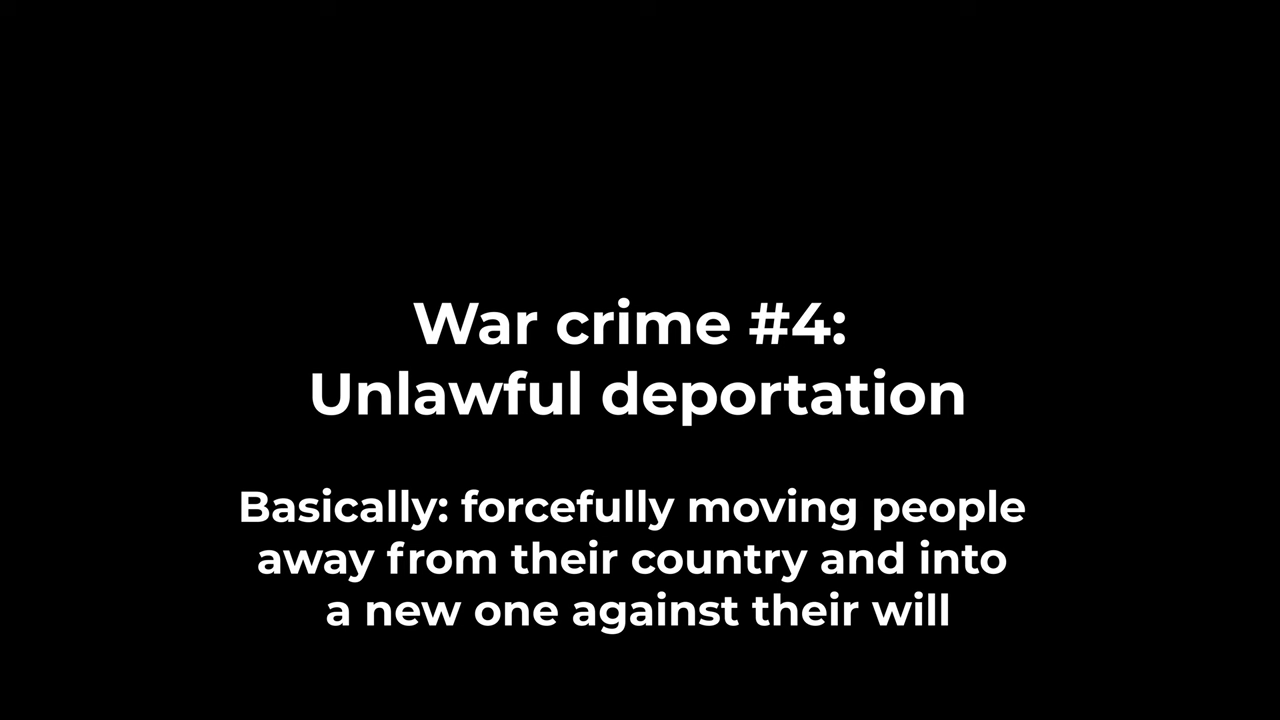 War crime #4:
Unlawful deportation
Basically: forcefully moving people
away from their country and into
a new one against their will